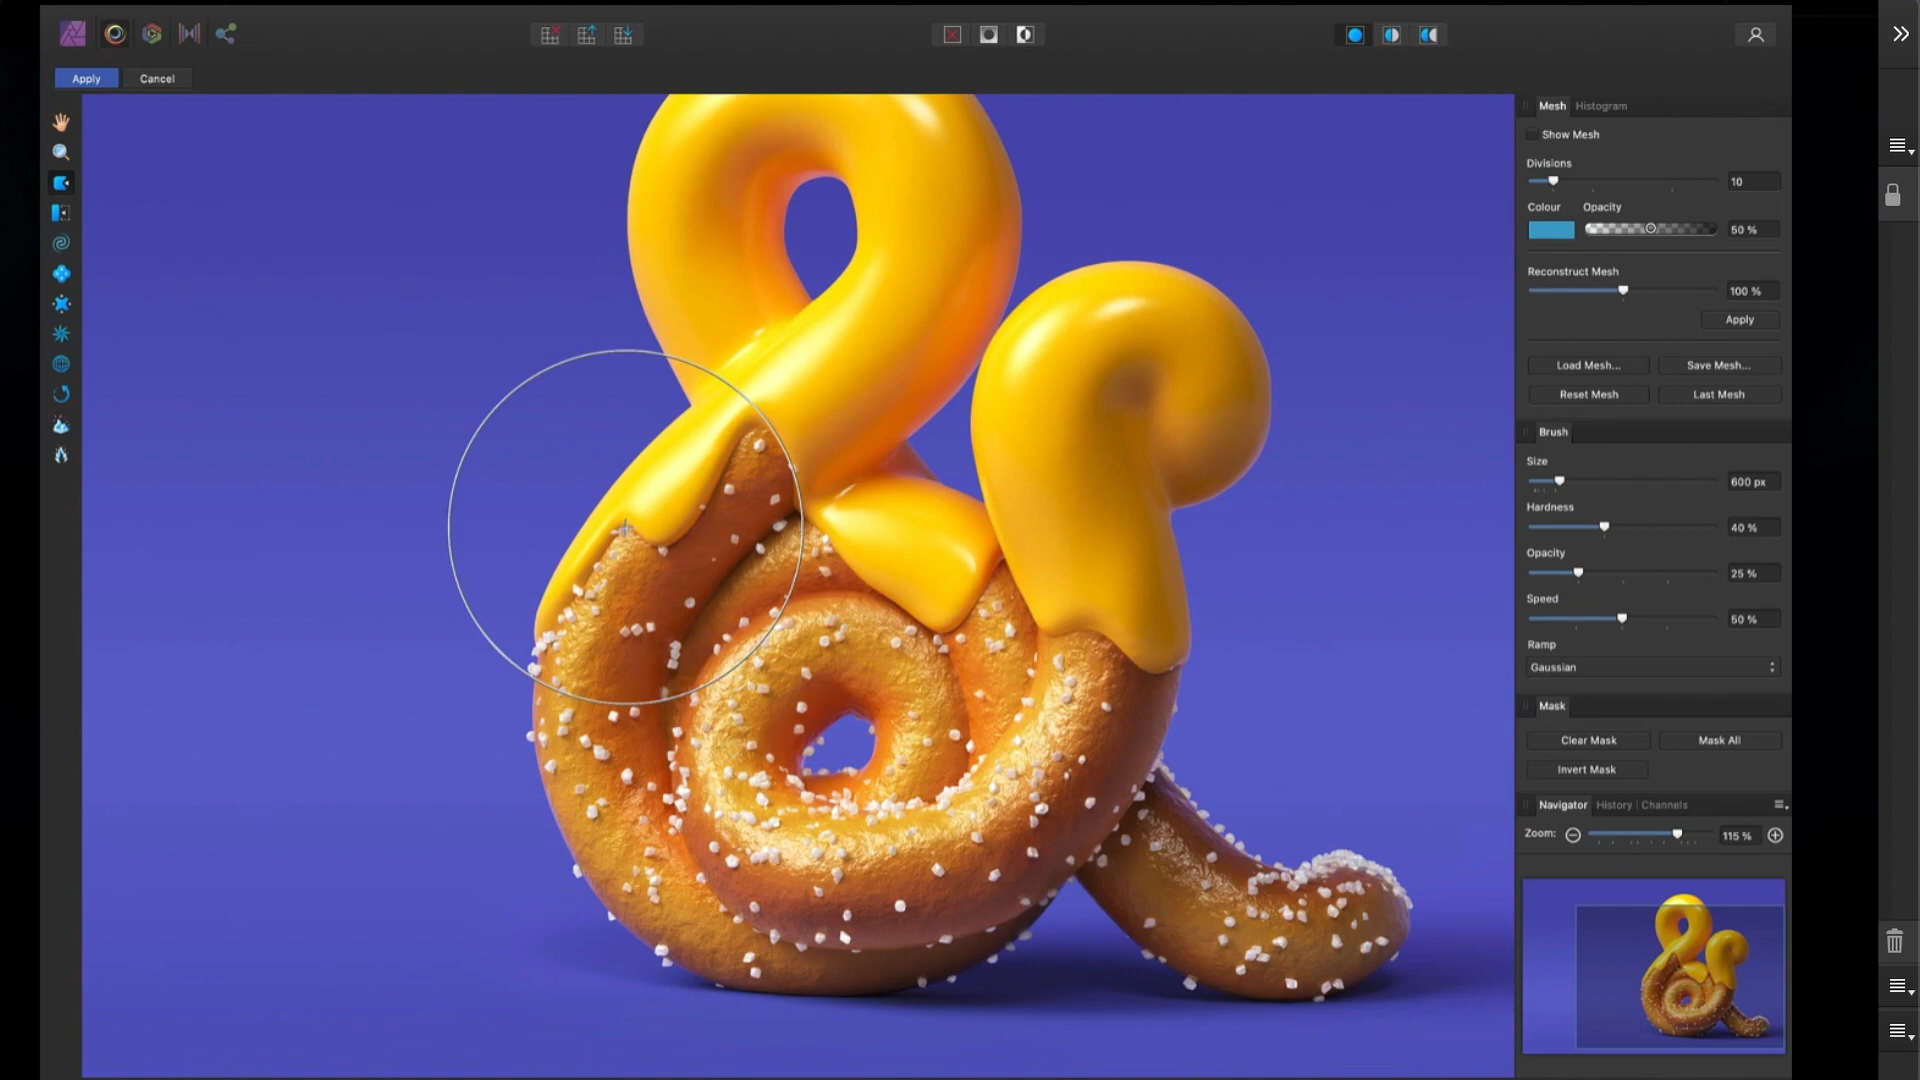 Apply Cancel
Mesh Histogram
Show Mesh
Divisions
10
Colour Opacity
50 %
Reconstruct Mesh
100 %
Apply
Load Mesh... Save Mesh...
Reset Mesh Last Mesh
Brush
Size
600 px
Hardness
40 %
Opacity
25 %
Speed
50 %
Ramp
Gaussian
Mask
Clear Mask Mask All
Invert Mask
Navigator History Channels
Zoom: 115 %